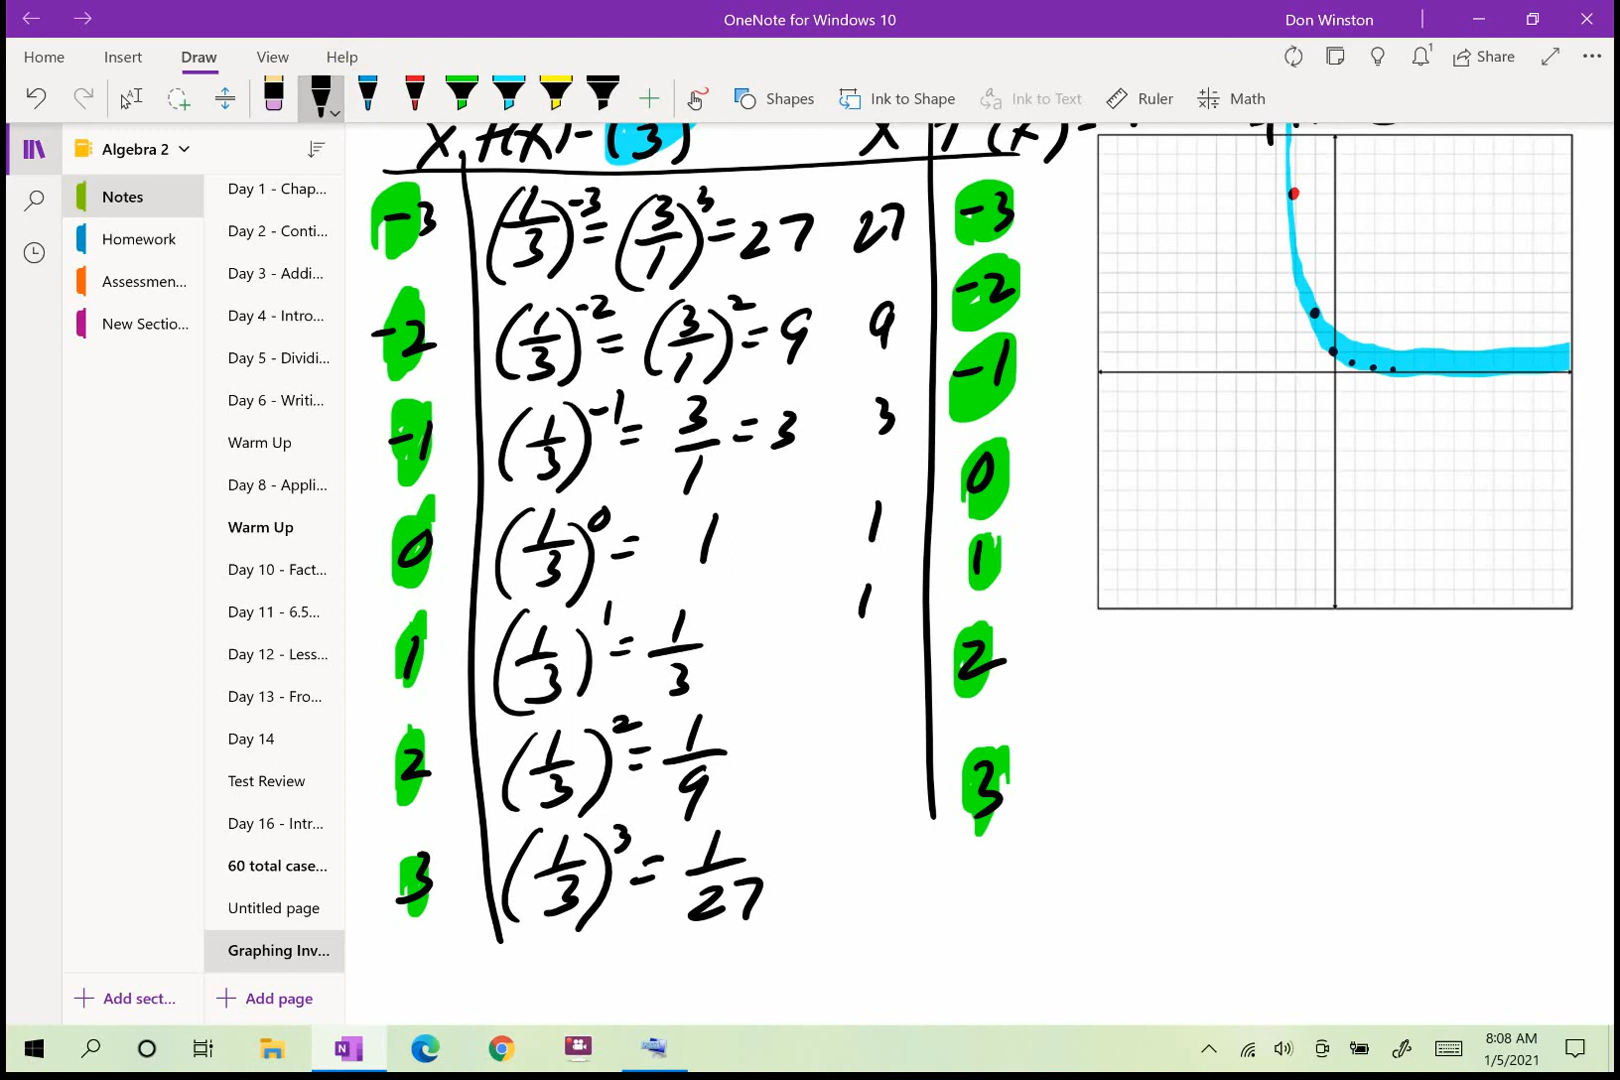 OneNote for Windows 10
Don Winston
Home Insert Draw View Help
Share
Shapes
Ink to Shape
Ink to Text
Ruler
Math
Algebra 2
Notes
Homework
Assessmen...
New Sectio...
Day 1 - Chap...
Day 2 - Conti...
Day 3 - Addi...
Day 4 - Intro...
Day 5 - Dividi...
Day 6 - Writi...
Warm Up
Day 8 - Appli...
Warm Up
Day 10 - Fact...
Day 11 - 6.5...
Day 12 - Less...
Day 13 - Fro...
Day 14
Test Review
Day 16 - Intr...
60 total case...
Untitled page
Graphing Inv...
Add sect...
Add page
x f(x) = (3)
-3 (1/3)^-3 = (3/1)^3 = 27
-2 (1/3)^-2 = (3/1)^2 = 9
-1 (1/3)^-1 = 3/1 = 3
0 (1/3)^0 = 1
1 (1/3)^1 = 1/3
2 (1/3)^2 = 1/9
3 (1/3)^3 = 1/27
x
27 -3
9 -2
3 -1
1 0
1 1
2
3
8:08 AM
1/5/2021